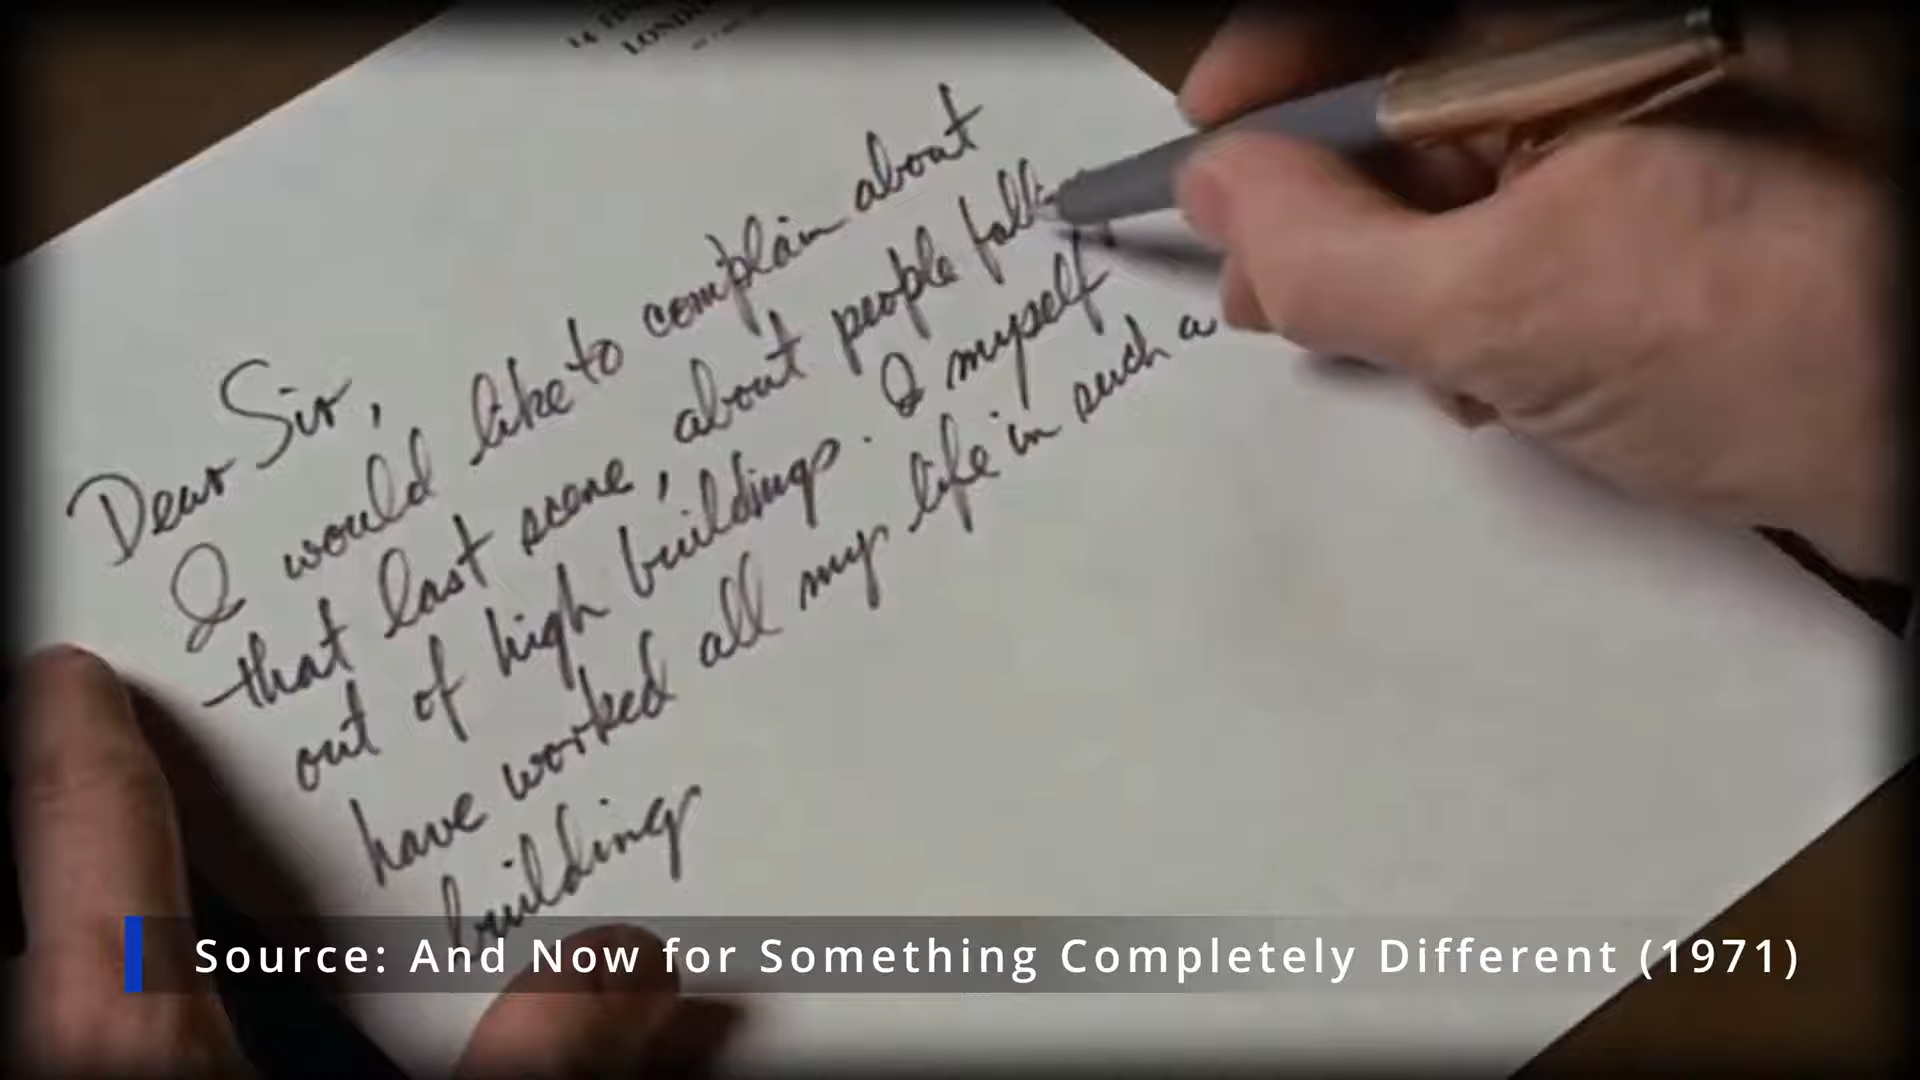 LONDON
Dear Sir,
I would like to complain about
that last scene, about people fall
out of high buildings. I myself
have worked all my life in such a
building
Source: And Now for Something Completely Different (1971)